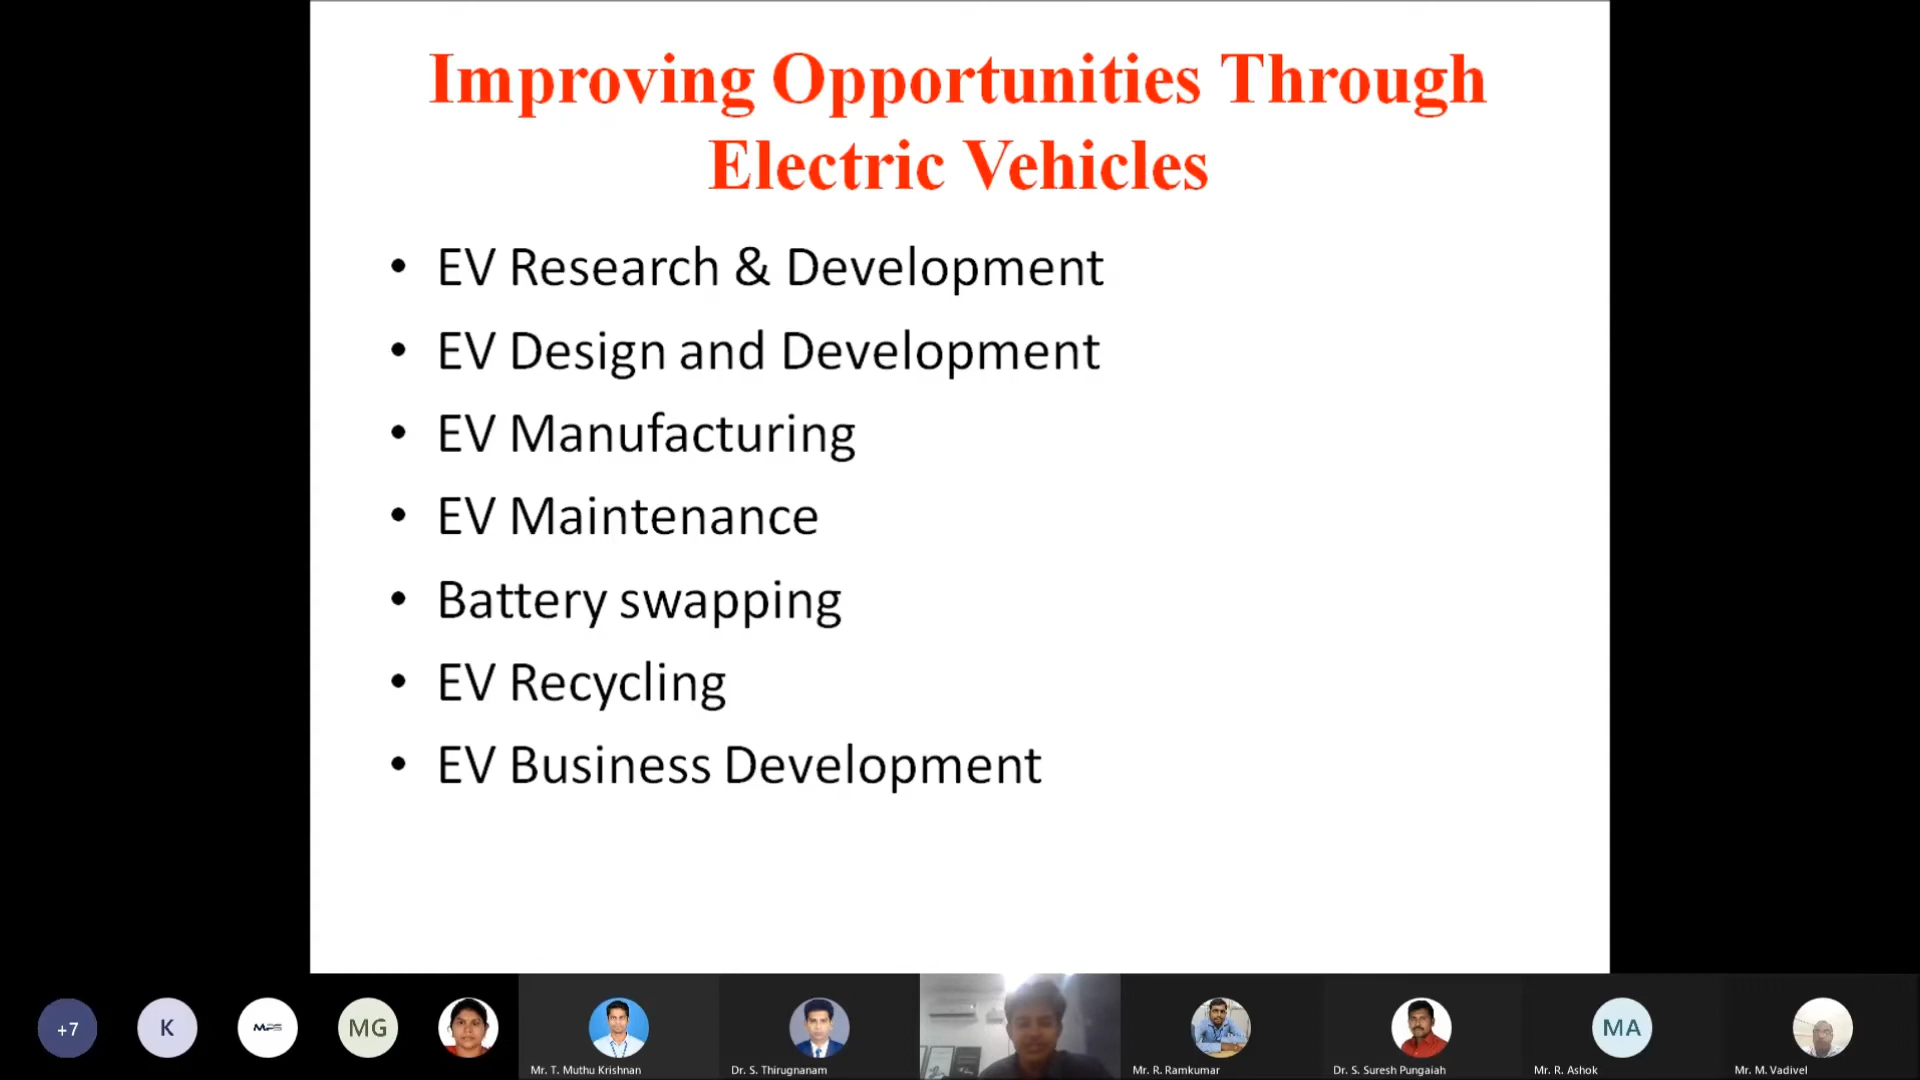 Improving Opportunities Through
Electric Vehicles
• EV Research & Development
• EV Design and Development
• EV Manufacturing
• EV Maintenance
• Battery swapping
• EV Recycling
• EV Business Development
+7
K
MPS
MG
MA
Mr. T. Muthu Krishnan
Dr. S. Thirugnanam
Mr. R. Ramkumar
Dr. S. Suresh Pungaiah
Mr. R. Ashok
Mr. M. Vadivel